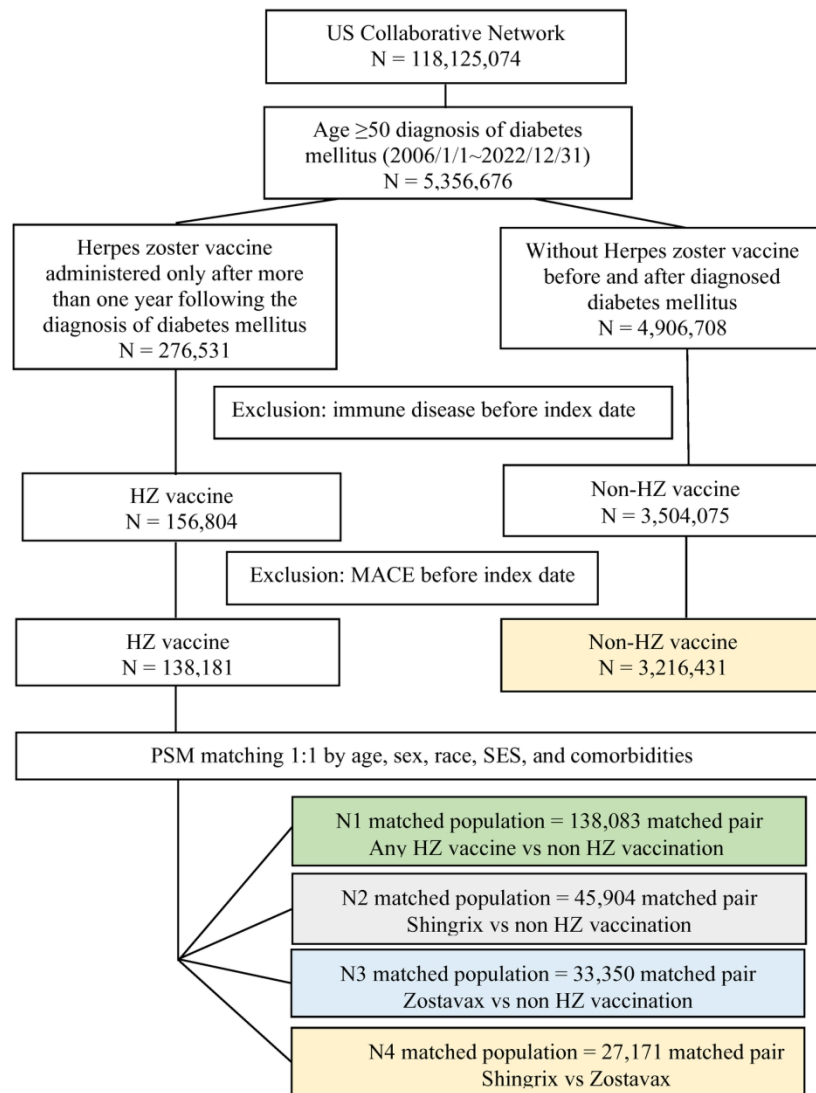 US Collaborative Network
N = 118,125,074
Age ≥50 diagnosis of diabetes
mellitus (2006/1/1~2022/12/31)
N = 5,356,676
Herpes zoster vaccine
administered only after more
than one year following the
diagnosis of diabetes mellitus
N = 276,531
Without Herpes zoster vaccine
before and after diagnosed
diabetes mellitus
N = 4,906,708
Exclusion: immune disease before index date
HZ vaccine
N = 156,804
Non-HZ vaccine
N = 3,504,075
Exclusion: MACE before index date
HZ vaccine
N = 138,181
Non-HZ vaccine
N = 3,216,431
PSM matching 1:1 by age, sex, race, SES, and comorbidities
N1 matched population = 138,083 matched pair
Any HZ vaccine vs non HZ vaccination
N2 matched population = 45,904 matched pair
Shingrix vs non HZ vaccination
N3 matched population = 33,350 matched pair
Zostavax vs non HZ vaccination
N4 matched population = 27,171 matched pair
Shingrix vs Zostavax